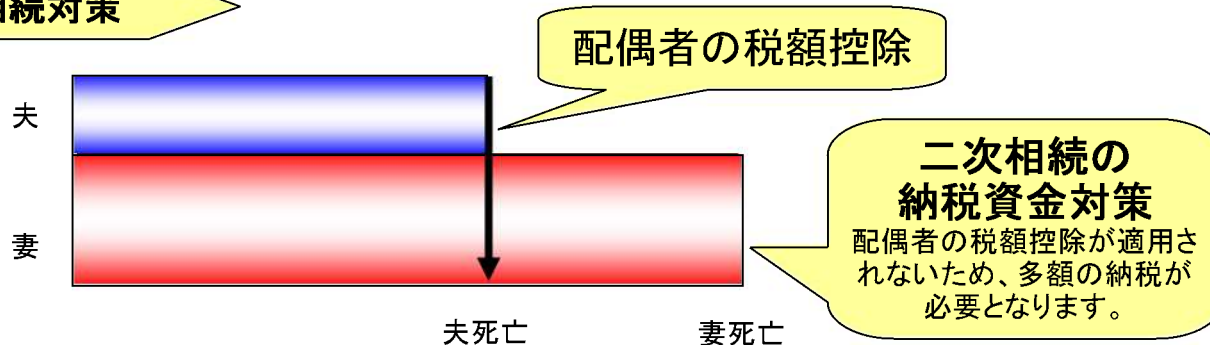 相続対策
配偶者の税額控除
夫
二次相続の
納税資金対策
配偶者の税額控除が適用さ
れないため、多額の納税が
必要となります。
妻
夫死亡
妻死亡